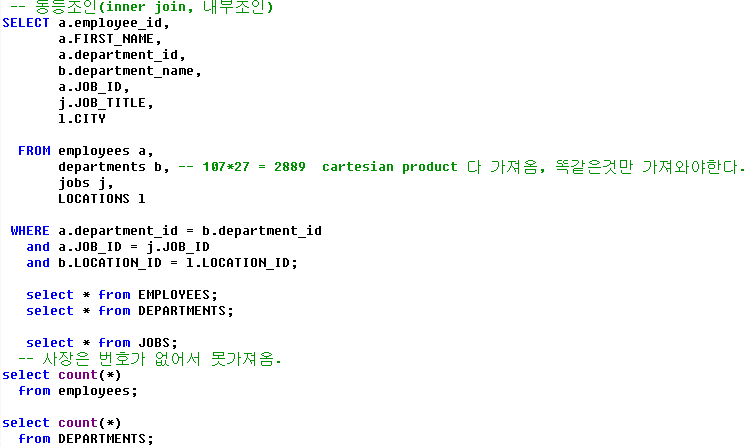 -- 동등조인(inner join, 내부조인)
SELECT a.employee_id,
a.FIRST_NAME,
a.department_id,
b.department_name,
a.JOB_ID,
j.JOB_TITLE,
l.CITY
FROM employees a,
departments b, -- 107*27 = 2889 cartesian product 다 가져옴, 똑같은것만 가져와야한다.
jobs j,
LOCATIONS l
WHERE a.department_id = b.department_id
and a.JOB_ID = j.JOB_ID
and b.LOCATION_ID = l.LOCATION_ID;
select * from EMPLOYEES;
select * from DEPARTMENTS;
select * from JOBS;
-- 사장은 번호가 없어서 못가져옴.
select count(*)
from employees;
select count(*)
from DEPARTMENTS;